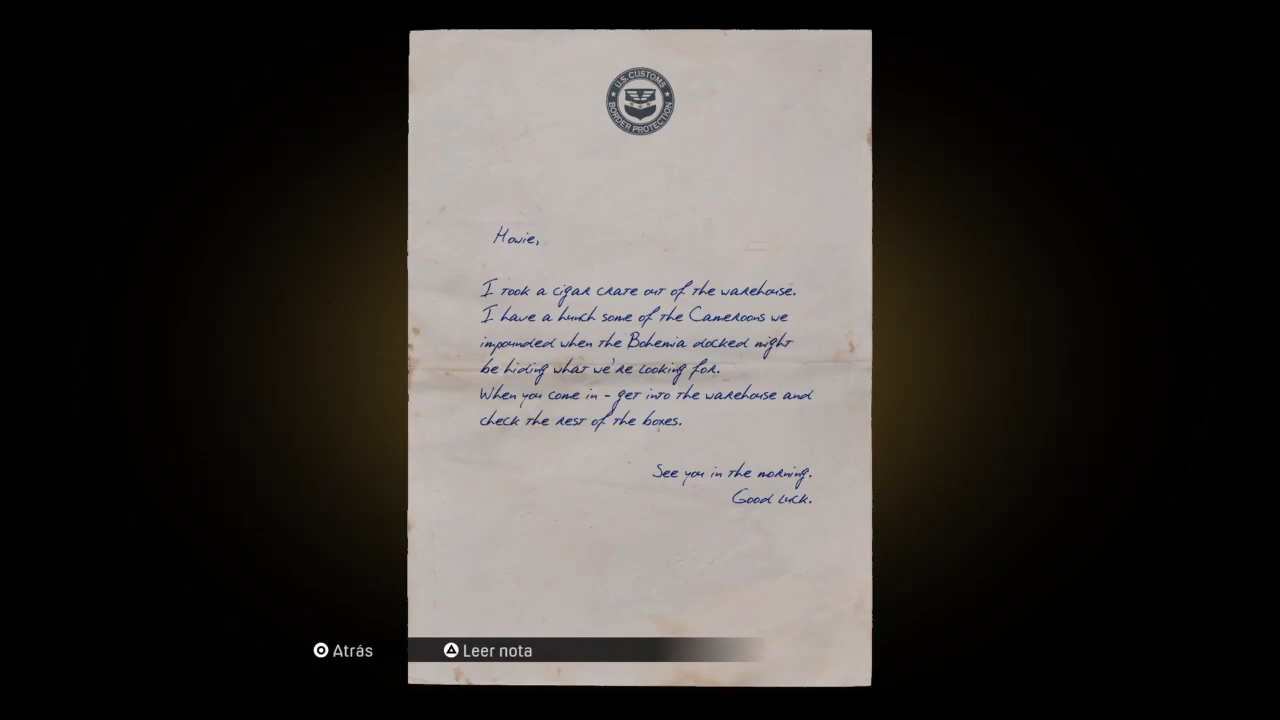 U.S. CUSTOMS
BORDER PROTECTION
Howie,
I took a cigar crate out of the warehouse.
I have a hunch some of the Cameroons we
impounded when the Bohemia docked might
be hiding what we're looking for.
When you come in - get into the warehouse and
check the rest of the boxes.
See you in the morning.
Good luck.
Atrás
Leer nota